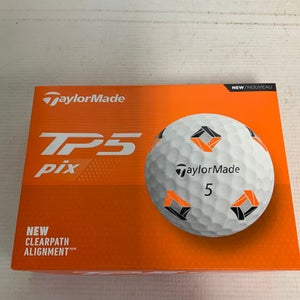 NEW/NOUVEAU
TaylorMade
TP5
pix
TaylorMade
5
NEW
CLEARPATH
ALIGNMENT